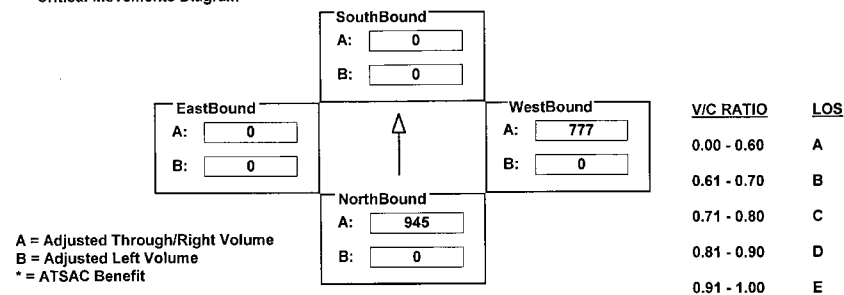 Critical Movements Diagram
SouthBound
A: 0
B: 0
EastBound
A: 0
B: 0
WestBound
A: 777
B: 0
NorthBound
A: 945
B: 0
A = Adjusted Through/Right Volume
B = Adjusted Left Volume
* = ATSAC Benefit
V/C RATIO LOS
0.00 - 0.60 A
0.61 - 0.70 B
0.71 - 0.80 C
0.81 - 0.90 D
0.91 - 1.00 E